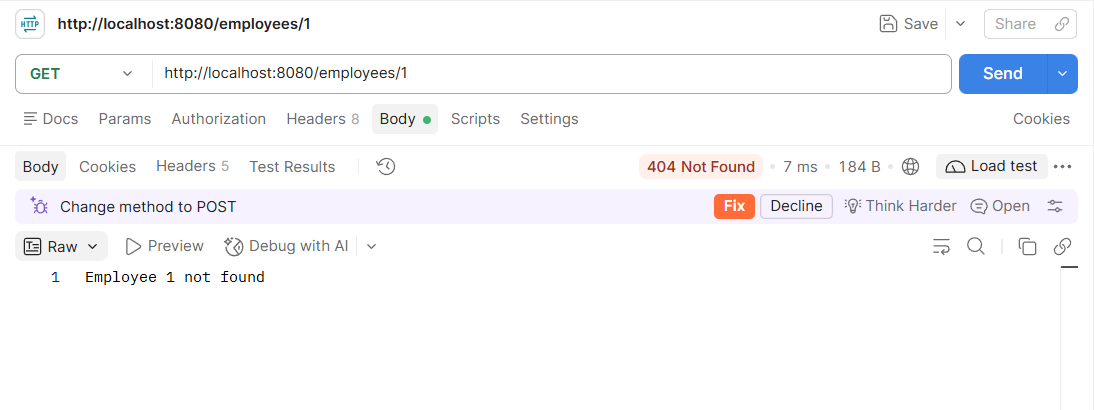 HTTP http://localhost:8080/employees/1 Save Share
GET http://localhost:8080/employees/1 Send
Docs Params Authorization Headers 8 Body Scripts Settings Cookies
Body Cookies Headers 5 Test Results 404 Not Found • 7 ms • 184 B • Load test
Change method to POST Fix Decline Think Harder Open
Raw Preview Debug with AI
1 Employee 1 not found